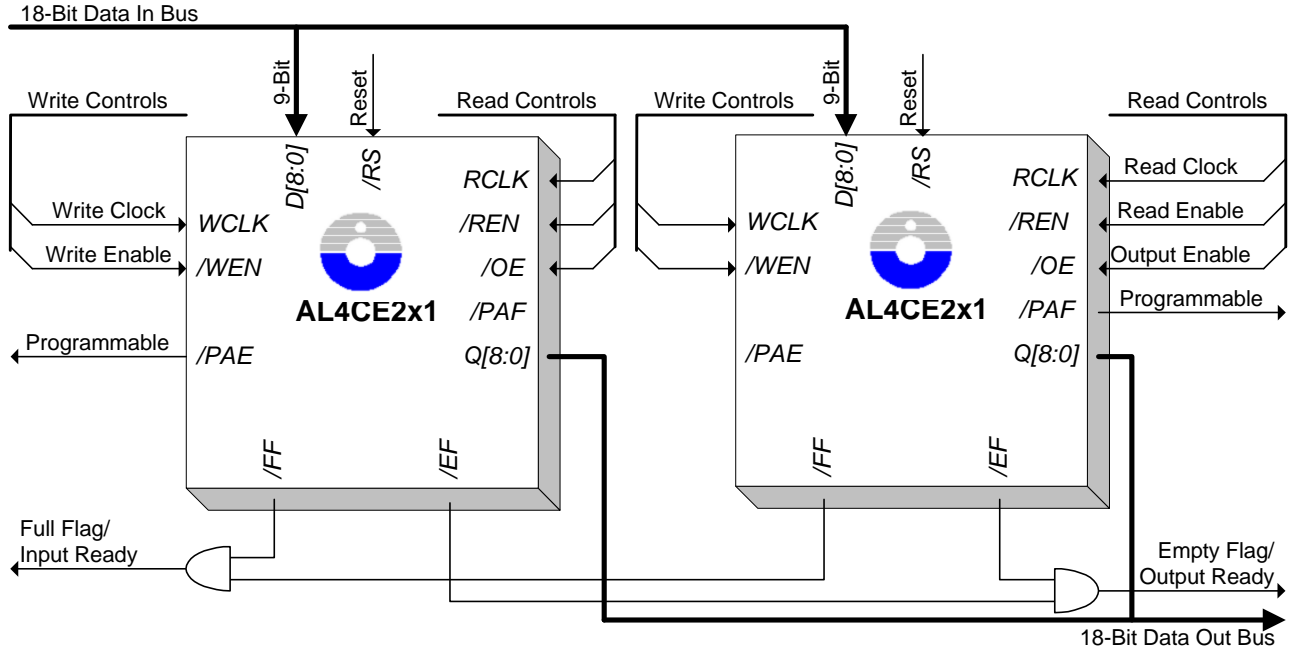 18-Bit Data In Bus
9-Bit
Reset
9-Bit
Reset
Write Controls
Read Controls
Write Controls
Read Controls
D[8:0]
/RS
D[8:0]
/RS
RCLK
RCLK
Read Clock
Write Clock
WCLK
/REN
WCLK
/REN
Read Enable
Write Enable
/WEN
/OE
/WEN
/OE
Output Enable
AL4CE2x1
/PAF
AL4CE2x1
/PAF
Programmable
Programmable
/PAE
Q[8:0]
/PAE
Q[8:0]
/FF
/EF
/FF
/EF
Full Flag/
Input Ready
Empty Flag/
Output Ready
18-Bit Data Out Bus